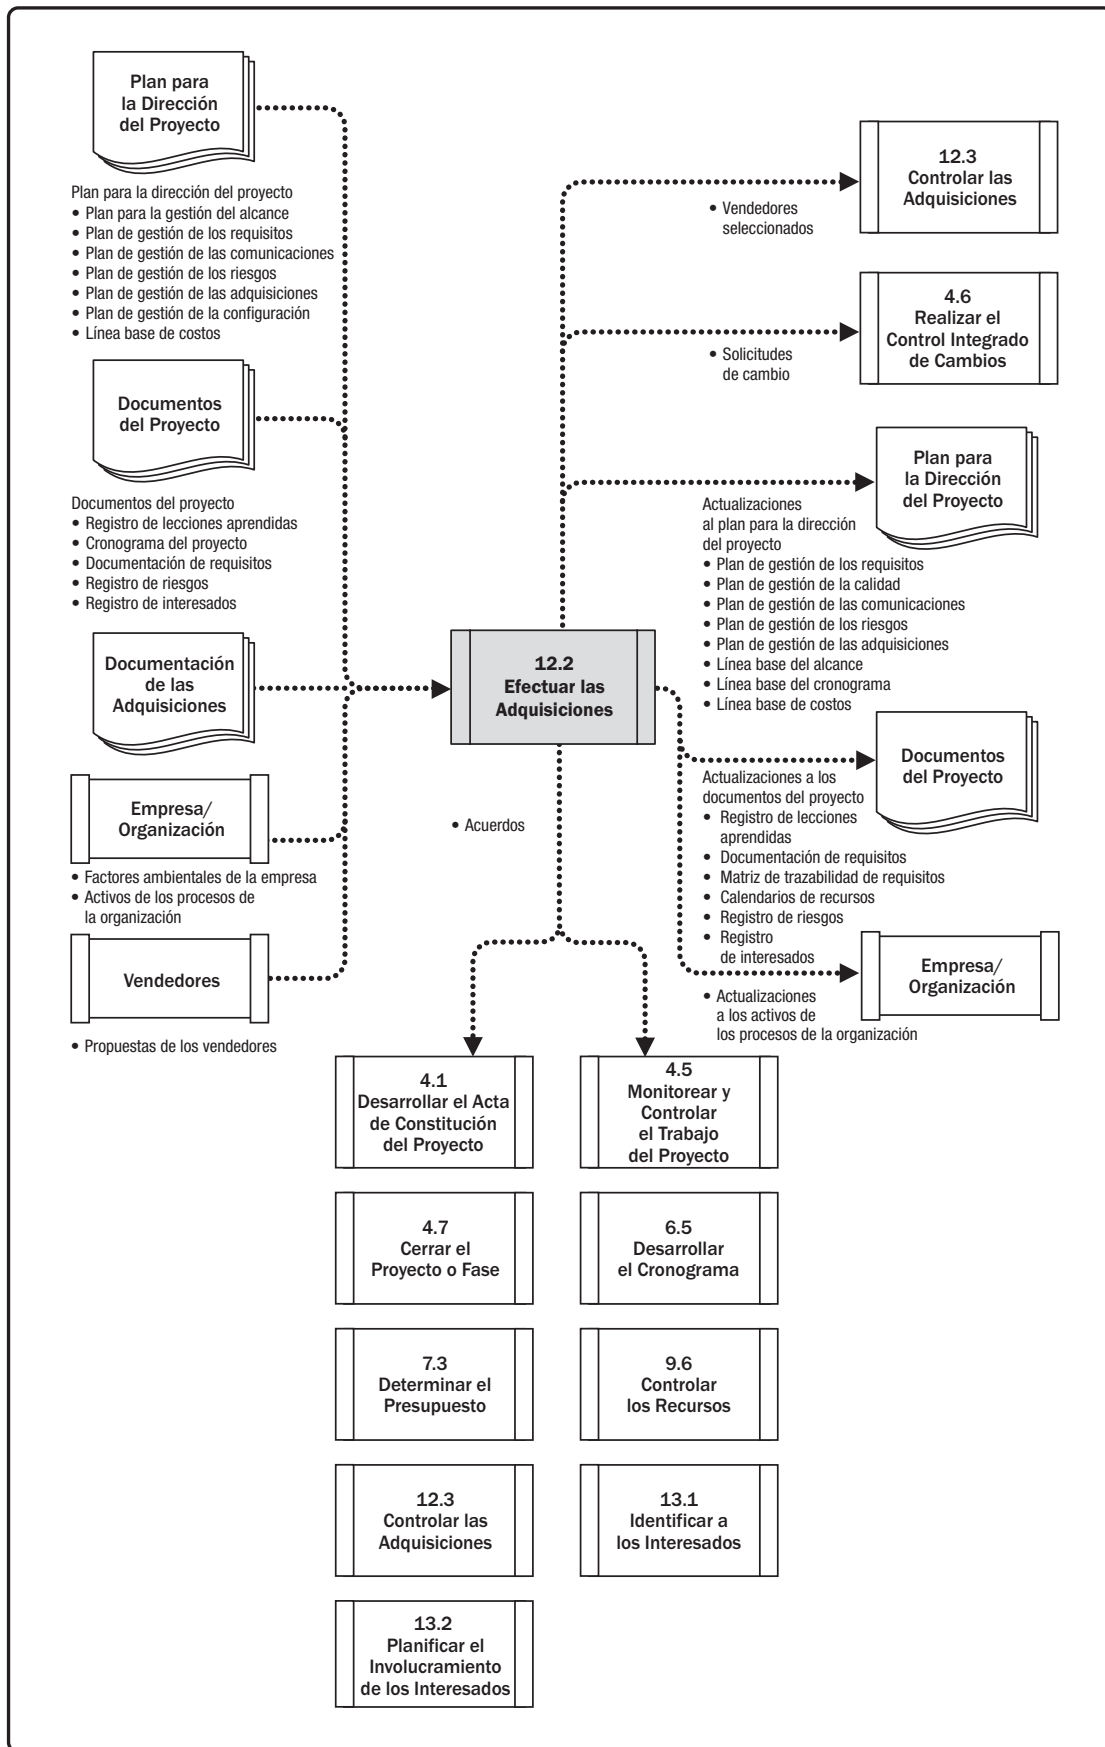 Plan para
la Dirección
del Proyecto
Plan para la dirección del proyecto
• Plan para la gestión del alcance
• Plan de gestión de los requisitos
• Plan de gestión de las comunicaciones
• Plan de gestión de los riesgos
• Plan de gestión de las adquisiciones
• Plan de gestión de la configuración
• Línea base de costos
Documentos
del Proyecto
Documentos del proyecto
• Registro de lecciones aprendidas
• Cronograma del proyecto
• Documentación de requisitos
• Registro de riesgos
• Registro de interesados
Documentación
de las
Adquisiciones
Empresa/
Organización
• Factores ambientales de la empresa
• Activos de los procesos de
la organización
Vendedores
• Propuestas de los vendedores
12.2
Efectuar las
Adquisiciones
• Vendedores
seleccionados
12.3
Controlar las
Adquisiciones
• Solicitudes
de cambio
4.6
Realizar el
Control Integrado
de Cambios
Plan para
la Dirección
del Proyecto
Actualizaciones
al plan para la dirección
del proyecto
• Plan de gestión de los requisitos
• Plan de gestión de la calidad
• Plan de gestión de las comunicaciones
• Plan de gestión de los riesgos
• Plan de gestión de las adquisiciones
• Línea base del alcance
• Línea base del cronograma
• Línea base de costos
Documentos
del Proyecto
Actualizaciones a los
documentos del proyecto
• Registro de lecciones
aprendidas
• Documentación de requisitos
• Matriz de trazabilidad de requisitos
• Calendarios de recursos
• Registro de riesgos
• Registro
de interesados
Empresa/
Organización
• Actualizaciones
a los activos de
los procesos de la organización
• Acuerdos
4.1
Desarrollar el Acta
de Constitución
del Proyecto
4.5
Monitorear y
Controlar
el Trabajo
del Proyecto
4.7
Cerrar el
Proyecto o Fase
6.5
Desarrollar
el Cronograma
7.3
Determinar el
Presupuesto
9.6
Controlar
los Recursos
12.3
Controlar las
Adquisiciones
13.1
Identificar a
los Interesados
13.2
Planificar el
Involucramiento
de los Interesados